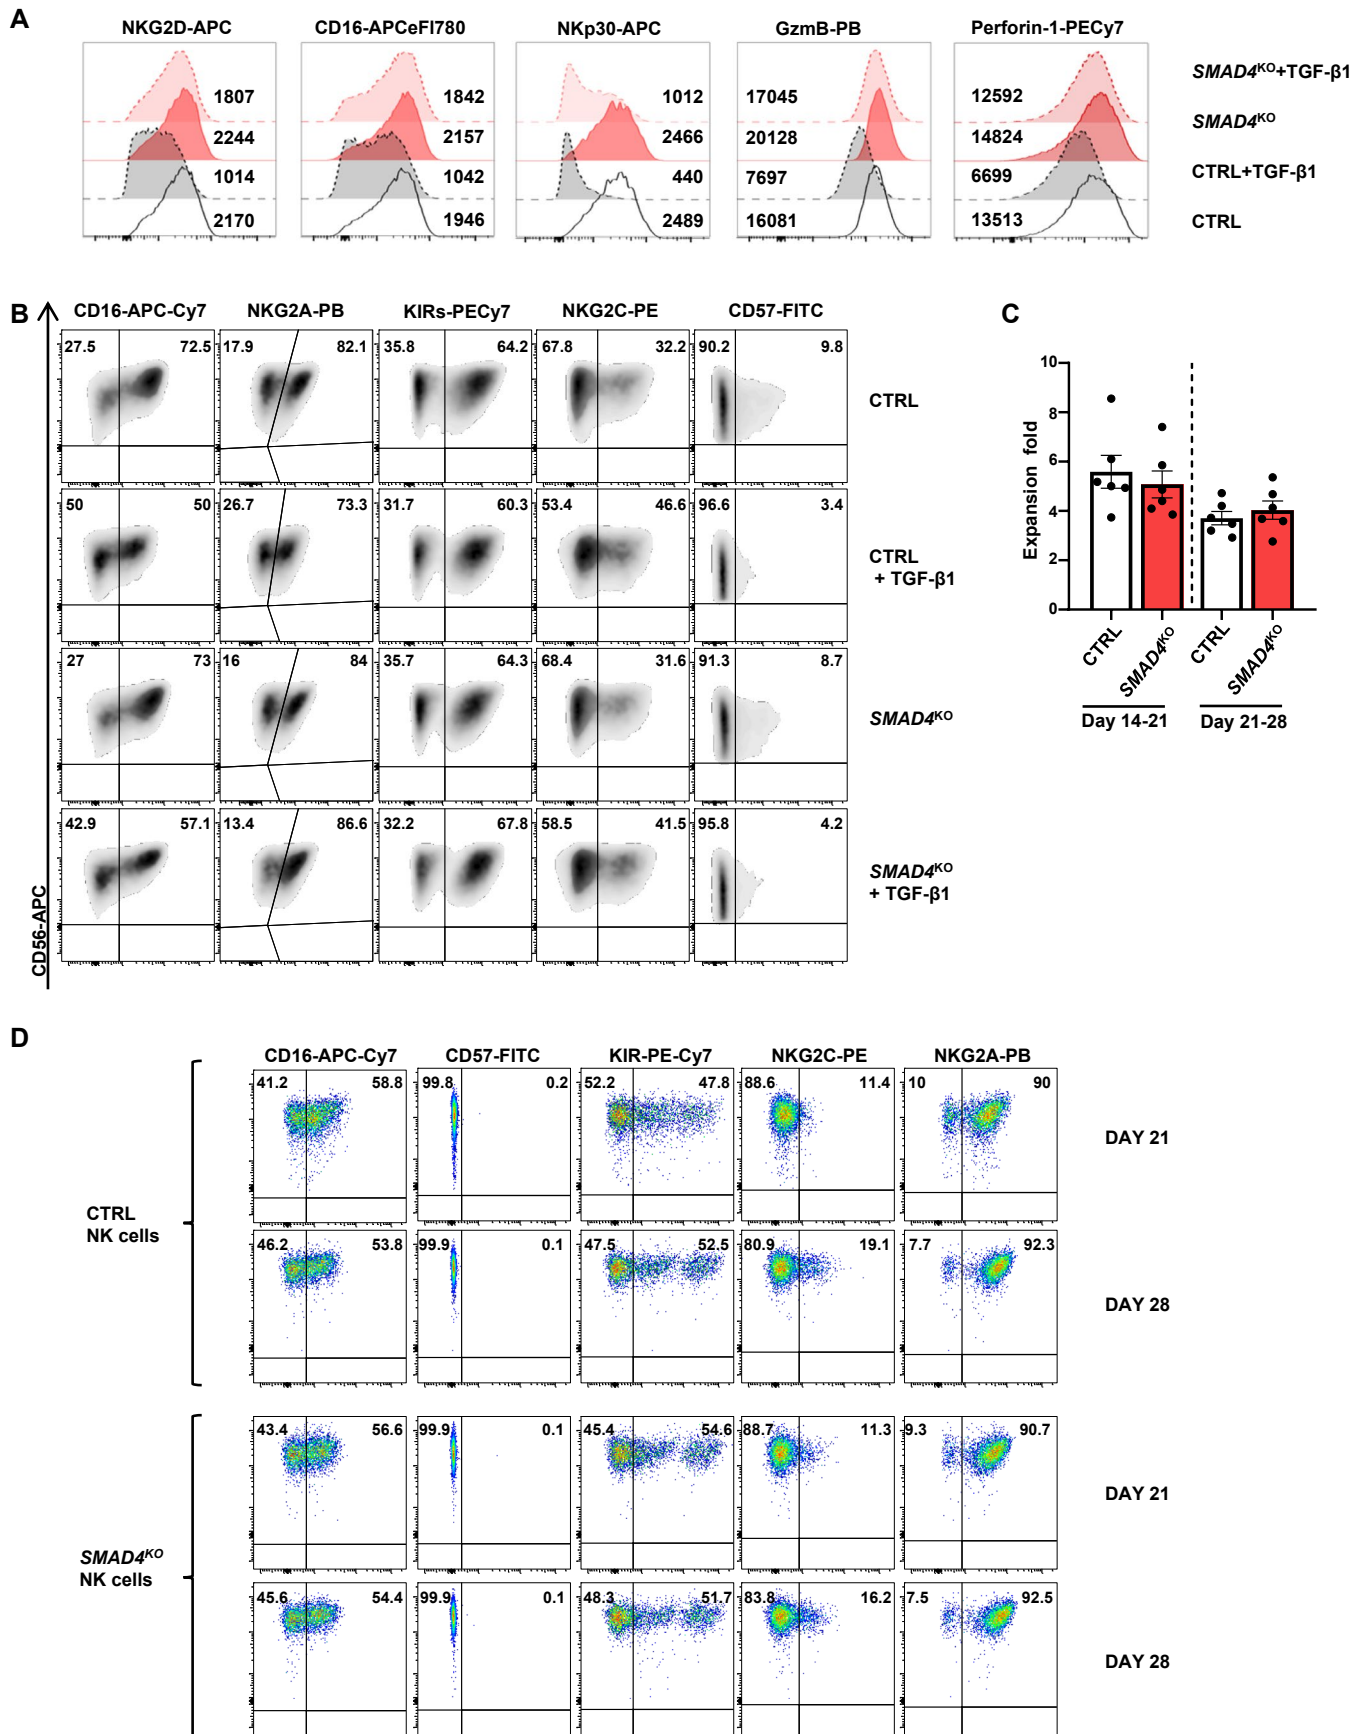 A
NKG2D-APC CD16-APCeFl780 NKp30-APC GzmB-PB Perforin-1-PECy7
1807 1842 1012 17045 12592 SMAD4KO+TGF-β1
2244 2157 2466 20128 14824 SMAD4KO
1014 1042 440 7697 6699 CTRL+TGF-β1
2170 1946 2489 16081 13513 CTRL
B
CD16-APC-Cy7 NKG2A-PB KIRs-PECy7 NKG2C-PE CD57-FITC
27.5 72.5 17.9 82.1 35.8 64.2 67.8 32.2 90.2 9.8
CTRL
50 50 26.7 73.3 31.7 60.3 53.4 46.6 96.6 3.4
CTRL
+ TGF-β1
27 73 16 84 35.7 64.3 68.4 31.6 91.3 8.7
SMAD4KO
42.9 57.1 13.4 86.6 32.2 67.8 58.5 41.5 95.8 4.2
SMAD4KO
+ TGF-β1
CD56-APC
C
Expansion fold
10
8
6
4
2
0
CTRL SMAD4KO CTRL SMAD4KO
Day 14-21 Day 21-28
D
CD16-APC-Cy7 CD57-FITC KIR-PE-Cy7 NKG2C-PE NKG2A-PB
41.2 58.8 99.8 0.2 52.2 47.8 88.6 11.4 10 90
DAY 21
CTRL
NK cells
46.2 53.8 99.9 0.1 47.5 52.5 80.9 19.1 7.7 92.3
DAY 28
43.4 56.6 99.9 0.1 45.4 54.6 88.7 11.3 9.3 90.7
DAY 21
SMAD4KO
NK cells
45.6 54.4 99.9 0.1 48.3 51.7 83.8 16.2 7.5 92.5
DAY 28